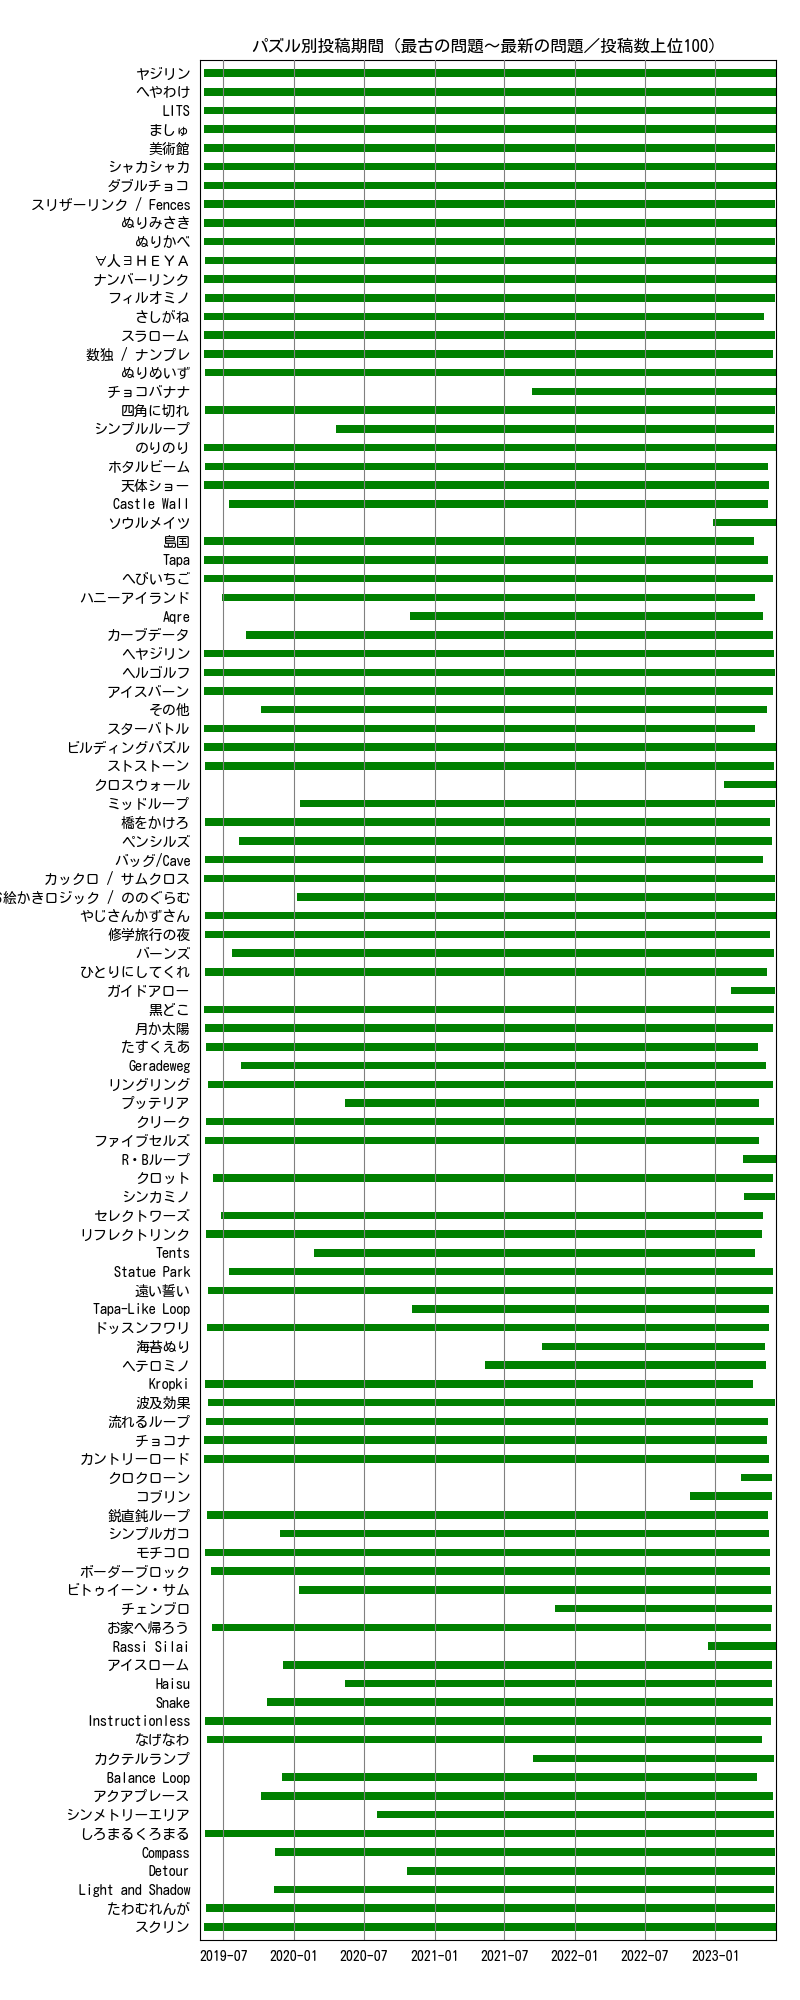 パズル別投稿期間（最古の問題～最新の問題／投稿数上位100）
ヤジリン
へやわけ
LITS
ましゅ
美術館
シャカシャカ
ダブルチョコ
スリザーリンク / Fences
ぬりみさき
ぬりかべ
∀人∃ＨＥＹＡ
ナンバーリンク
フィルオミノ
さしがね
スラローム
数独 / ナンプレ
ぬりめいず
チョコバナナ
四角に切れ
シンプルループ
のりのり
ホタルビーム
天体ショー
Castle Wall
ソウルメイツ
島国
Tapa
へびいちご
ハニーアイランド
Aqre
カーブデータ
ヘヤジリン
ヘルゴルフ
アイスバーン
その他
スターバトル
ビルディングパズル
ストストーン
クロスウォール
ミッドループ
橋をかけろ
ペンシルズ
バッグ/Cave
カックロ / サムクロス
絵かきロジック / ののぐらむ
やじさんかずさん
修学旅行の夜
バーンズ
ひとりにしてくれ
ガイドアロー
黒どこ
月か太陽
たすくえあ
Geradeweg
リングリング
プッテリア
クリーク
ファイブセルズ
R・Bループ
クロット
シンカミノ
セレクトワーズ
リフレクトリンク
Tents
Statue Park
遠い誓い
Tapa-Like Loop
ドッスンフワリ
海苔ぬり
ヘテロミノ
Kropki
波及効果
流れるループ
チョコナ
カントリーロード
クロクローン
コブリン
鋭直鈍ループ
シンプルガコ
モチコロ
ボーダーブロック
ビトゥイーン・サム
チェンブロ
お家へ帰ろう
Rassi Silai
アイスローム
Haisu
Snake
Instructionless
なげなわ
カクテルランプ
Balance Loop
アクアプレース
シンメトリーエリア
しろまるくろまる
Compass
Detour
Light and Shadow
たわむれんが
スクリン
2019-07 2020-01 2020-07 2021-01 2021-07 2022-01 2022-07 2023-01